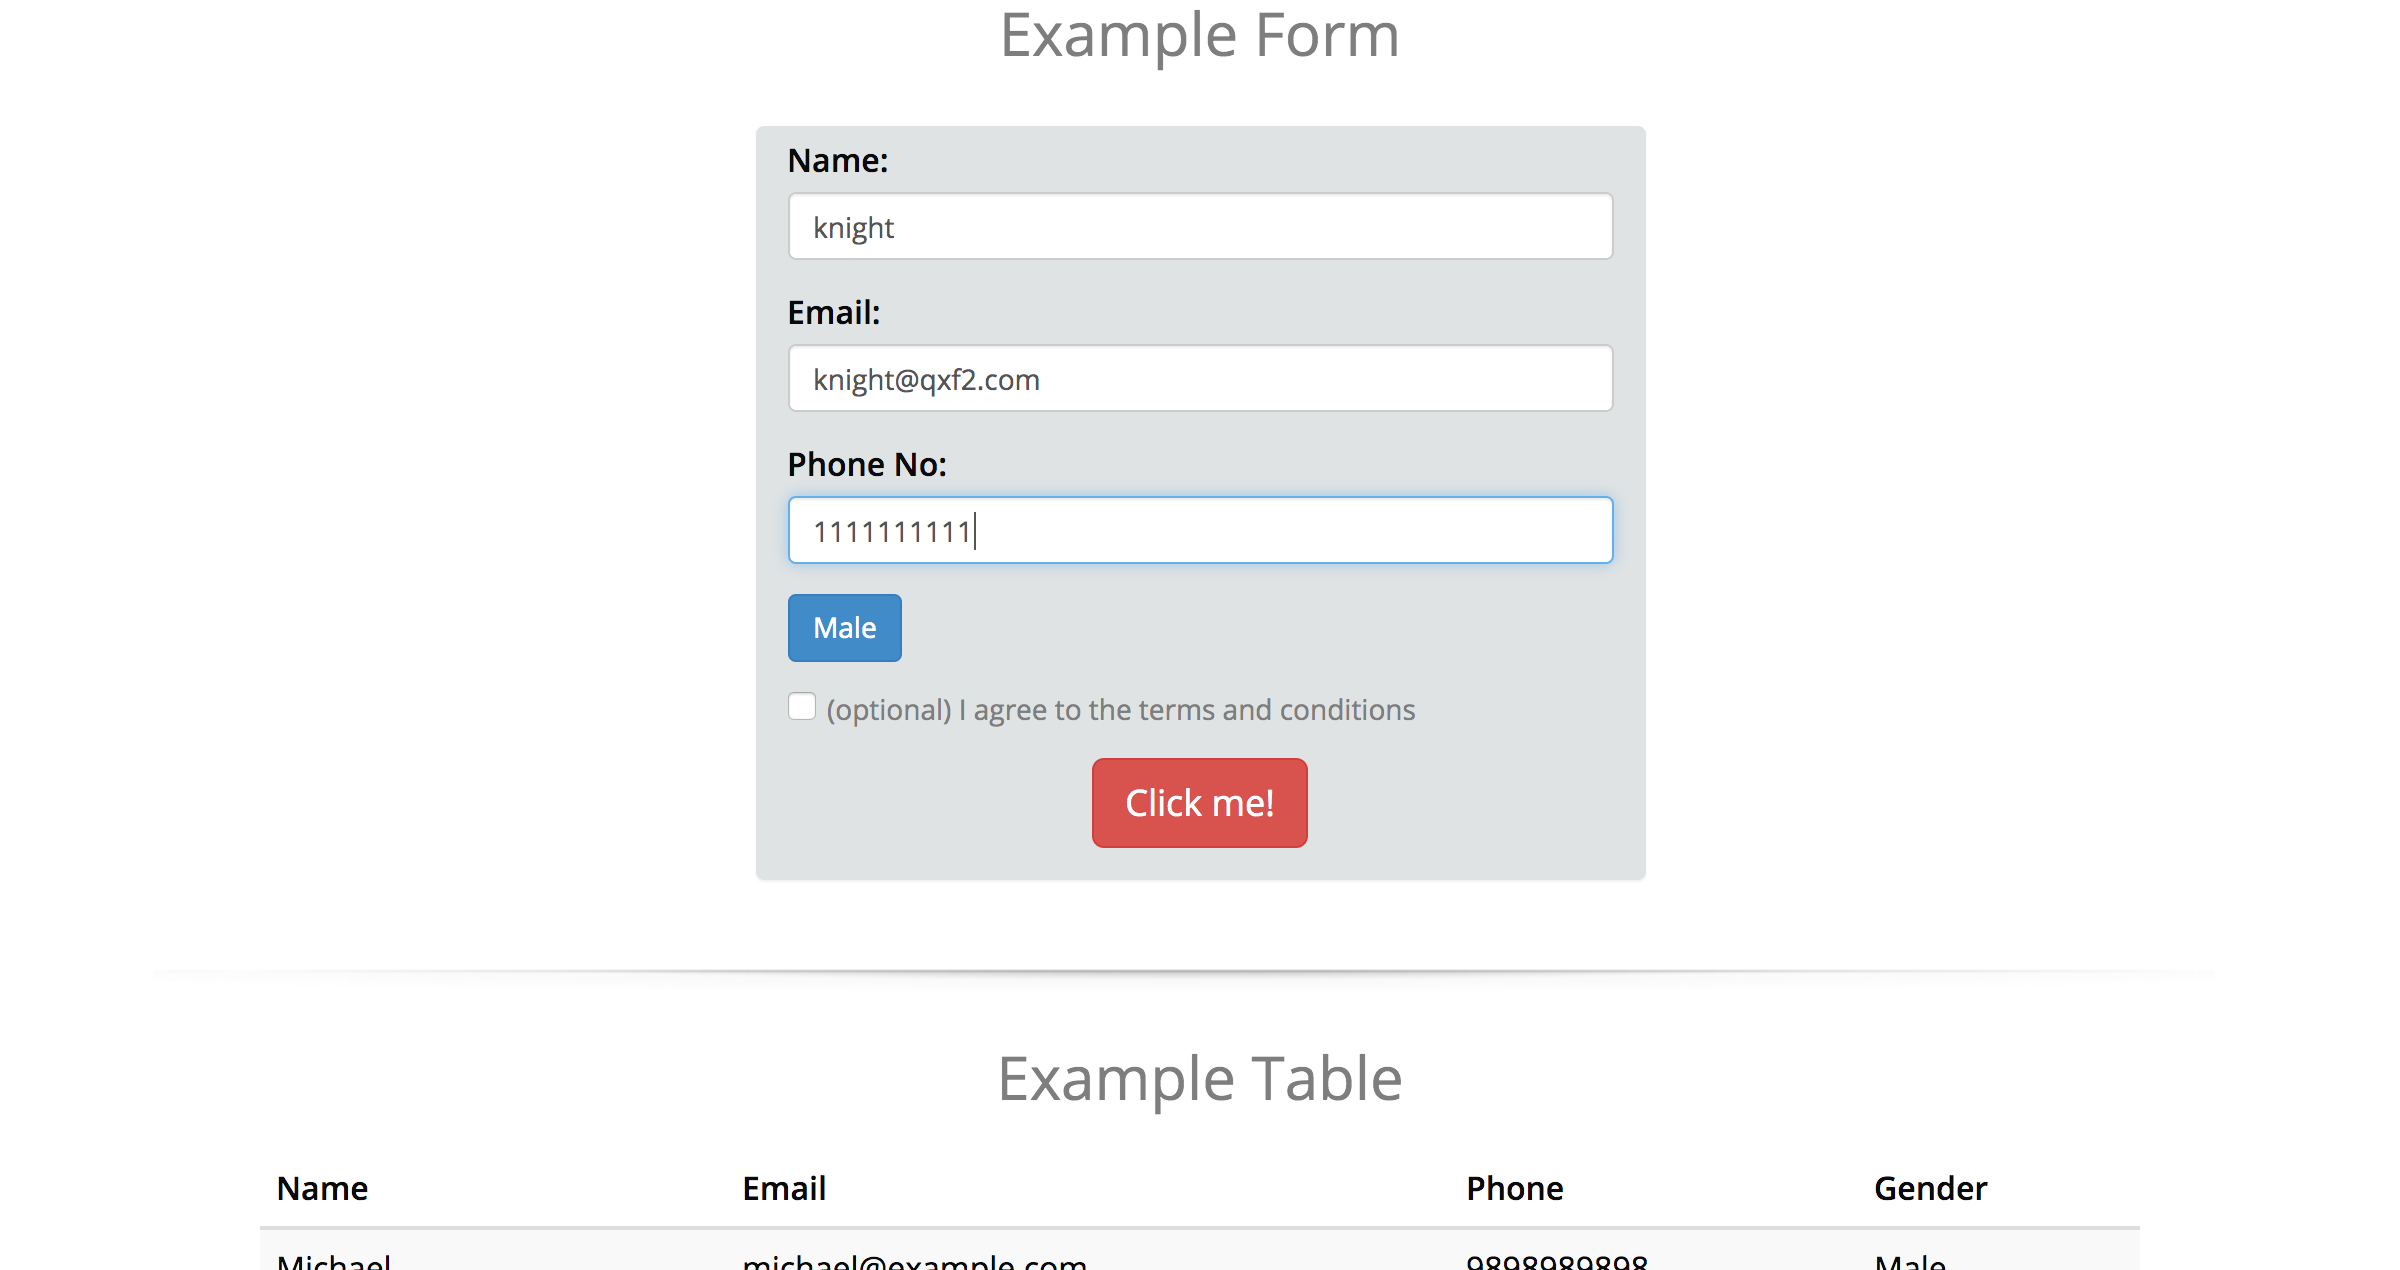 Example Form
Name:
knight
Email:
knight@qxf2.com
Phone No:
1111111111
Male
(optional) I agree to the terms and conditions
Click me!
Example Table
Name Email Phone Gender
Michael michael@example.com 9898989898 Male